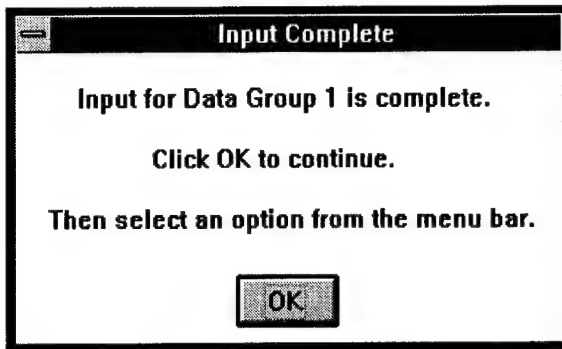 Input Complete
Input for Data Group 1 is complete.
Click OK to continue.
Then select an option from the menu bar.
OK